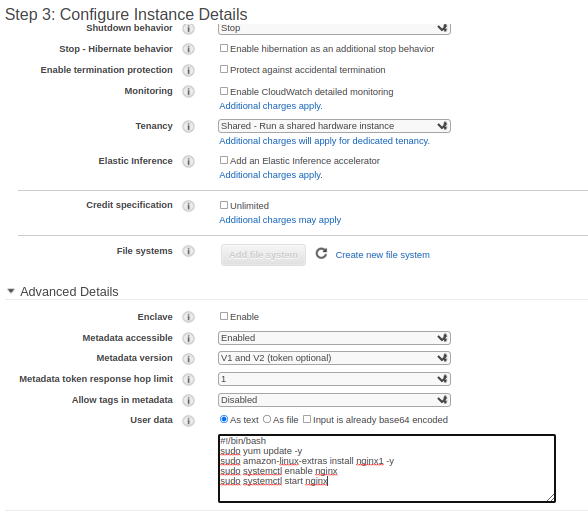 Step 3: Configure Instance Details
Shutdown behavior Stop
Stop - Hibernate behavior Enable hibernation as an additional stop behavior
Enable termination protection Protect against accidental termination
Monitoring Enable CloudWatch detailed monitoring
Additional charges apply.
Tenancy Shared - Run a shared hardware instance
Additional charges will apply for dedicated tenancy.
Elastic Inference Add an Elastic Inference accelerator
Additional charges apply.
Credit specification Unlimited
Additional charges may apply
File systems Add file system Create new file system
Advanced Details
Enclave Enable
Metadata accessible Enabled
Metadata version V1 and V2 (token optional)
Metadata token response hop limit 1
Allow tags in metadata Disabled
User data As text As file Input is already base64 encoded
#!/bin/bash
sudo yum update -y
sudo amazon-linux-extras install nginx1 -y
sudo systemctl enable nginx
sudo systemctl start nginx